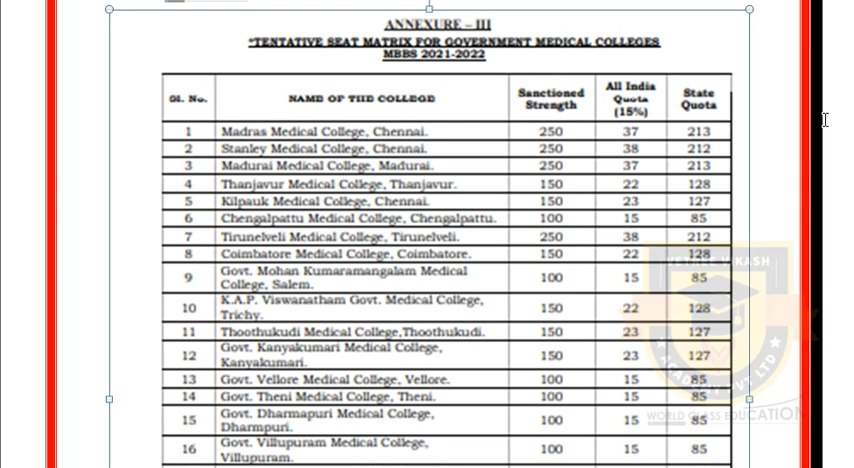 ANNEXURE – III
*TENTATIVE SEAT MATRIX FOR GOVERNMENT MEDICAL COLLEGES
MBBS 2021-2022
Sl. No. NAME OF THE COLLEGE Sanctioned Strength All India Quota (15%) State Quota
1 Madras Medical College, Chennai. 250 37 213
2 Stanley Medical College, Chennai. 250 38 212
3 Madurai Medical College, Madurai. 250 37 213
4 Thanjavur Medical College, Thanjavur. 150 22 128
5 Kilpauk Medical College, Chennai. 150 23 127
6 Chengalpattu Medical College, Chengalpattu. 100 15 85
7 Tirunelveli Medical College, Tirunelveli. 250 38 212
8 Coimbatore Medical College, Coimbatore. 150 22 128
9 Govt. Mohan Kumaramangalam Medical College, Salem. 100 15 85
10 K.A.P. Viswanatham Govt. Medical College, Trichy. 150 22 128
11 Thoothukudi Medical College,Thoothukudi. 150 23 127
12 Govt. Kanyakumari Medical College, Kanyakumari. 150 23 127
13 Govt. Vellore Medical College, Vellore. 100 15 85
14 Govt. Theni Medical College, Theni. 100 15 85
15 Govt. Dharmapuri Medical College, Dharmpuri. 100 15 85
16 Govt. Villupuram Medical College, Villupuram. 100 15 85
VIKASH
ACADEMY PVT LTD
WORLD CLASS EDUCATION